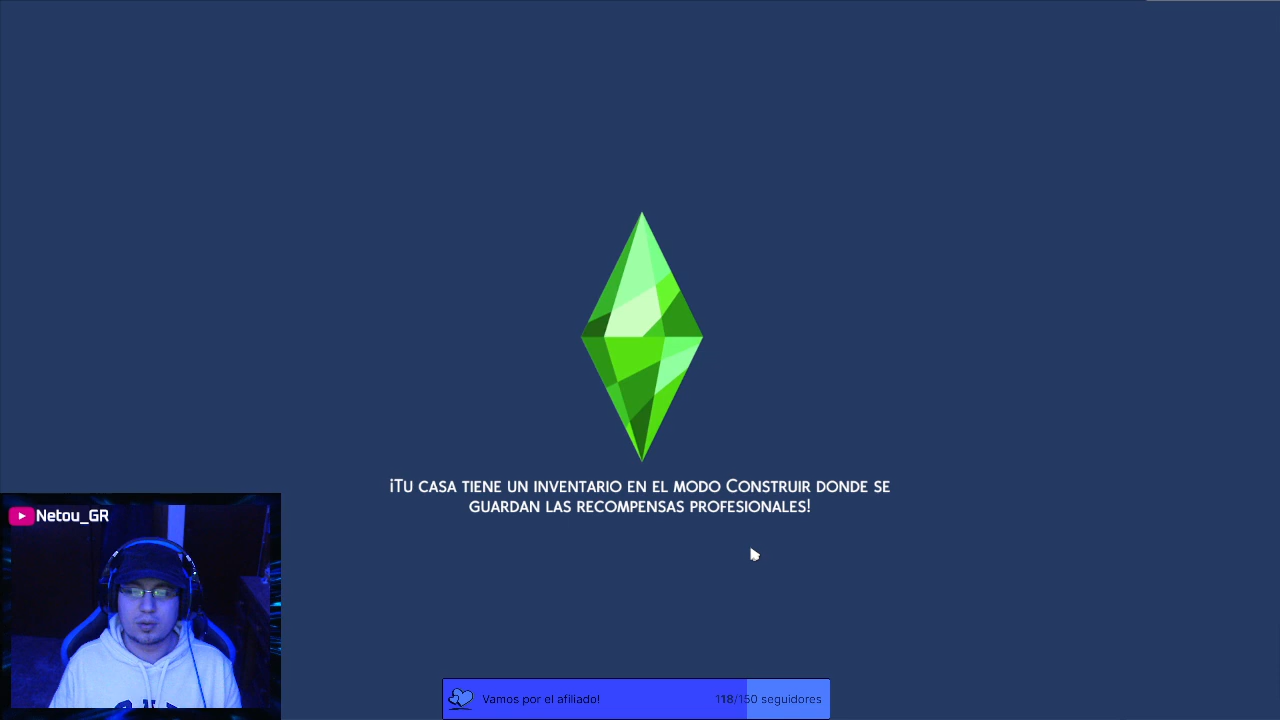 ¡Tu casa tiene un inventario en el modo Construir donde se
guardan las recompensas profesionales!
Netou_GR
Vamos por el afiliado!
118/150 seguidores